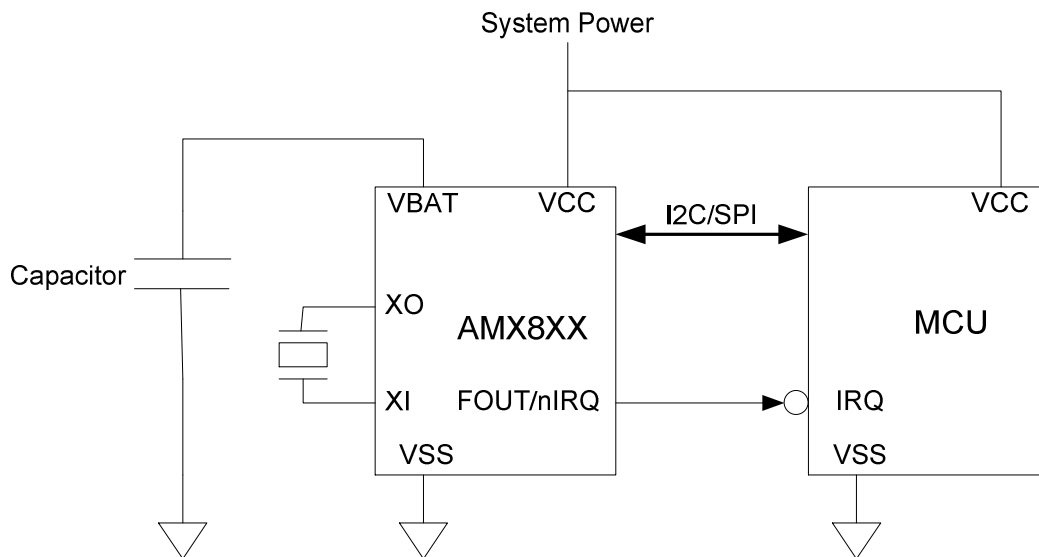 System Power
VBAT
VCC
VCC
I2C/SPI
Capacitor
XO
AMX8XX
MCU
XI
FOUT/nIRQ
IRQ
VSS
VSS